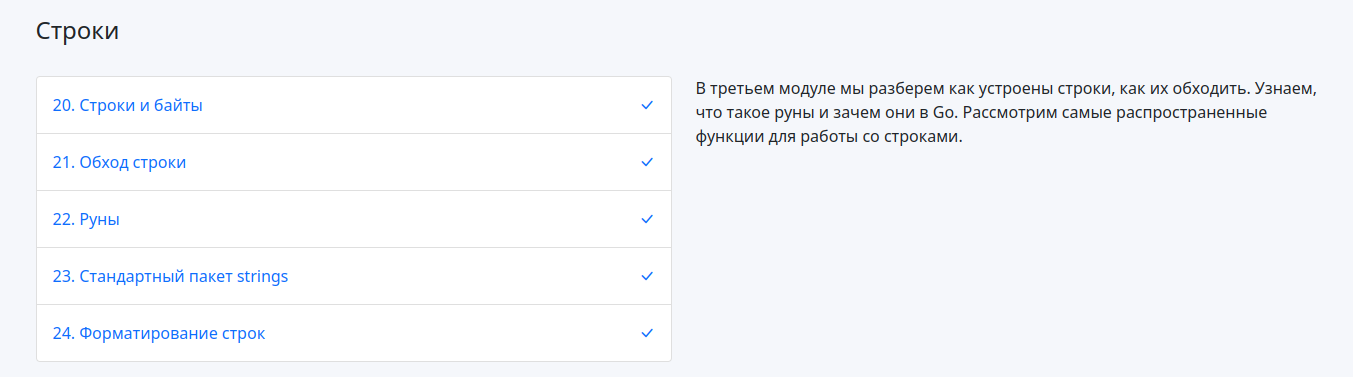 Строки
20. Строки и байты
21. Обход строки
22. Руны
23. Стандартный пакет strings
24. Форматирование строк
В третьем модуле мы разберем как устроены строки, как их обходить. Узнаем,
что такое руны и зачем они в Go. Рассмотрим самые распространенные
функции для работы со строками.